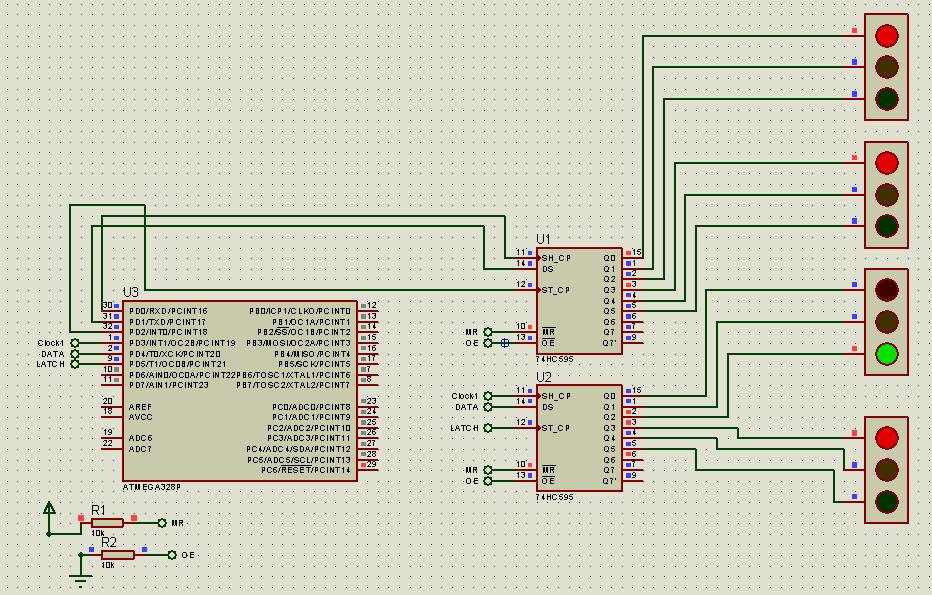 U1
11 SH_CP Q0 15
14 DS Q1 1
Q2 2
12 ST_CP Q3 3
Q4 4
Q5 5
Q6 6
10 MR Q7 7
13 OE Q7' 9
MR
OE
74HC595
U3
30 PD0/RXD/PCINT16 PB0/ICP1/CLKO/PCINT0 12
31 PD1/TXD/PCINT17 PB1/OC1A/PCINT1 13
32 PD2/INT0/PCINT18 PB2/SS/OC1B/PCINT2 14
Clock1 1 PD3/INT1/OC2B/PCINT19 PB3/MOSI/OC2A/PCINT3 15
DATA 2 PD4/T0/XCK/PCINT20 PB4/MISO/PCINT4 16
LATCH 9 PD5/T1/OC0B/PCINT21 PB5/SCK/PCINT5 17
10 PD6/AIN0/OC0A/PCINT22 PB6/TOSC1/XTAL1/PCINT6 7
11 PD7/AIN1/PCINT23 PB7/TOSC2/XTAL2/PCINT7 8
20 AREF PC0/ADC0/PCINT8 23
18 AVCC PC1/ADC1/PCINT9 24
PC2/ADC2/PCINT10 25
19 ADC6 PC3/ADC3/PCINT11 26
22 ADC7 PC4/ADC4/SDA/PCINT12 27
PC5/ADC5/SCL/PCINT13 28
PC6/RESET/PCINT14 29
ATMEGA328P
U2
Clock1 11 SH_CP Q0 15
DATA 14 DS Q1 1
Q2 2
LATCH 12 ST_CP Q3 3
Q4 4
Q5 5
Q6 6
MR 10 MR Q7 7
OE 13 OE Q7' 9
74HC595
R1
MR
10k
R2
OE
10k